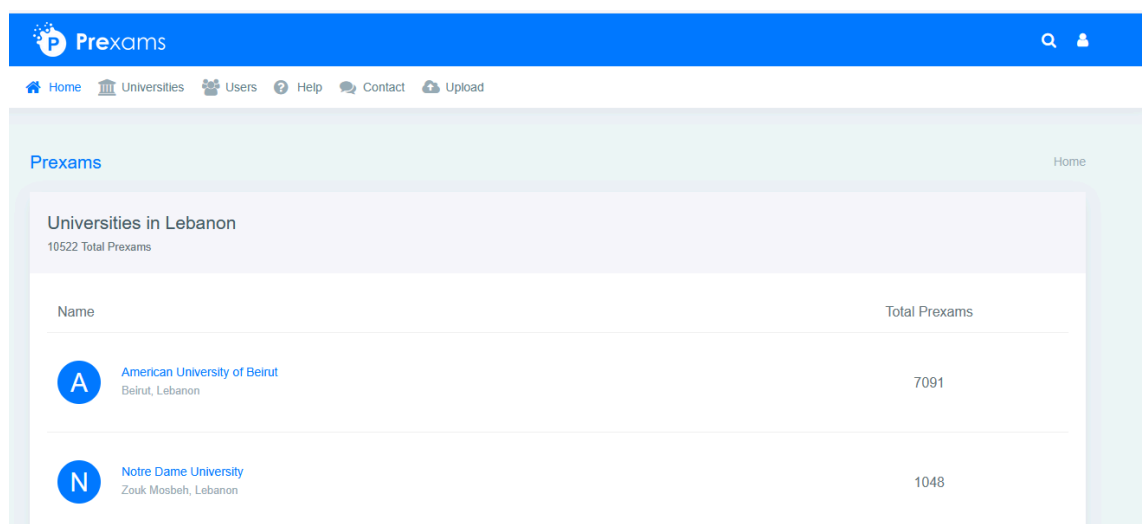 P Prexams
Home Universities Users ? Help Contact Upload
Prexams Home
Universities in Lebanon
10522 Total Prexams
Name Total Prexams
A American University of Beirut 7091
Beirut, Lebanon
N Notre Dame University 1048
Zouk Mosbeh, Lebanon